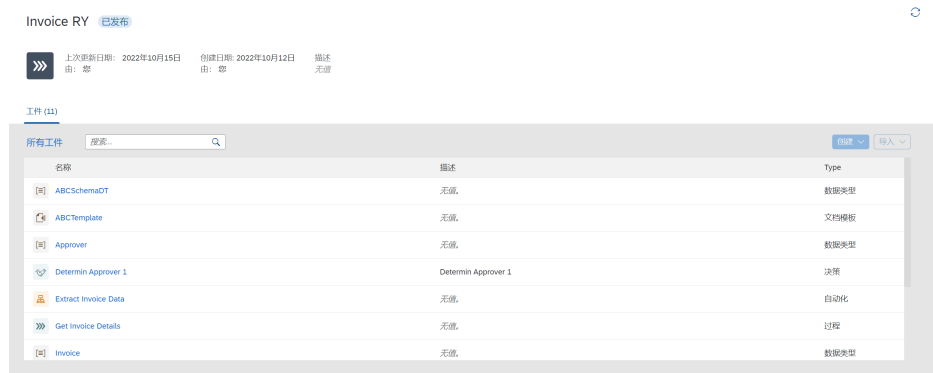 Invoice RY 已发布
上次更新日期: 2022年10月15日 创建日期: 2022年10月12日 描述
由: 您 由: 您 无值
工件 (11)
所有工件 搜索... 创建 导入
名称 描述 Type
ABCSchemaDT 无值。 数据类型
ABCTemplate 无值。 文档模板
Approver 无值。 数据类型
Determin Approver 1 Determin Approver 1 决策
Extract Invoice Data 无值。 自动化
Get Invoice Details 无值。 过程
Invoice 无值。 数据类型